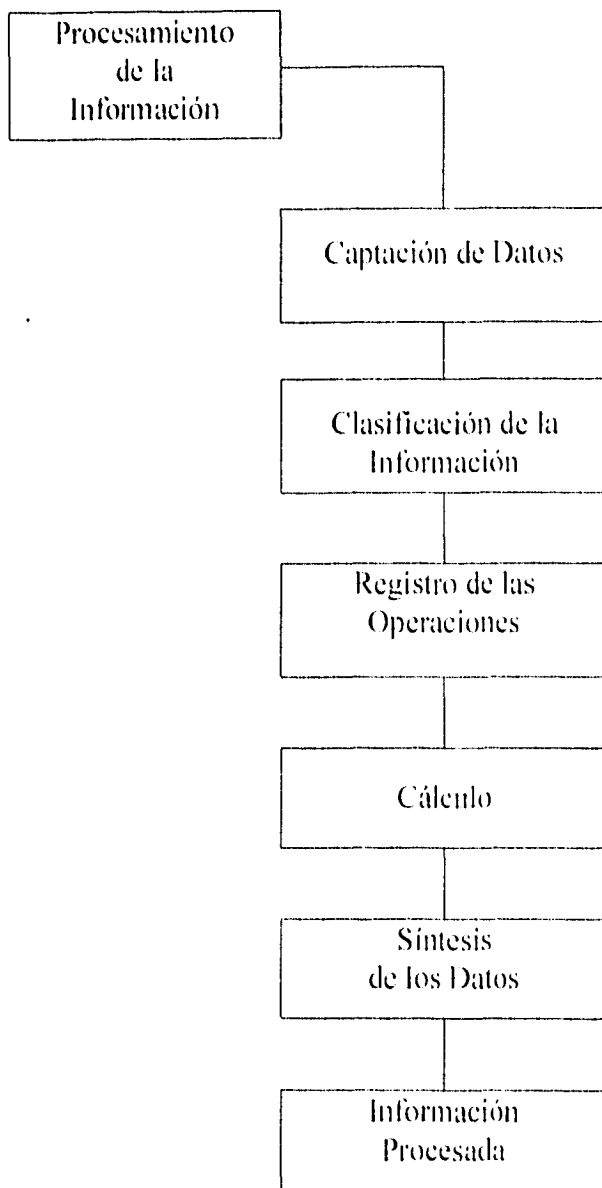 Procesamiento
de la
Información
Captación de Datos
Clasificación de la
Información
Registro de las
Operaciones
Cálculo
Síntesis
de los Datos
Información
Procesada